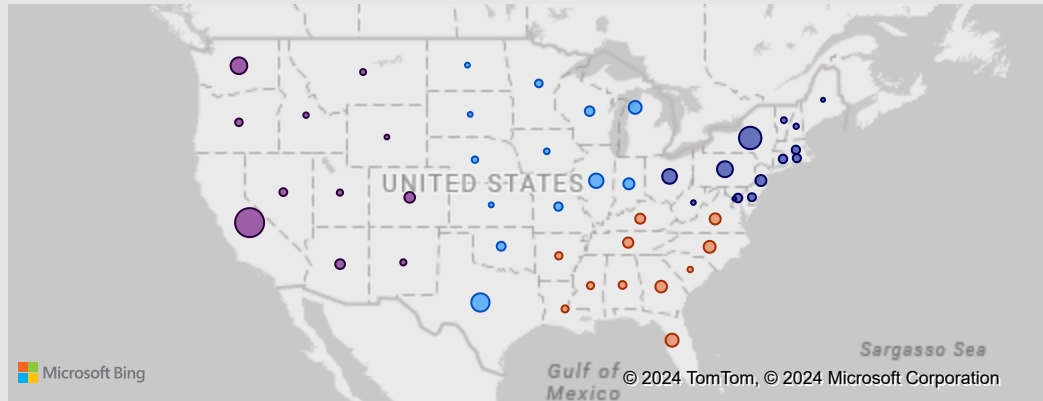 UNITED STATES
Sargasso Sea
Microsoft Bing
Gulf of
Mexico
© 2024 TomTom, © 2024 Microsoft Corporation